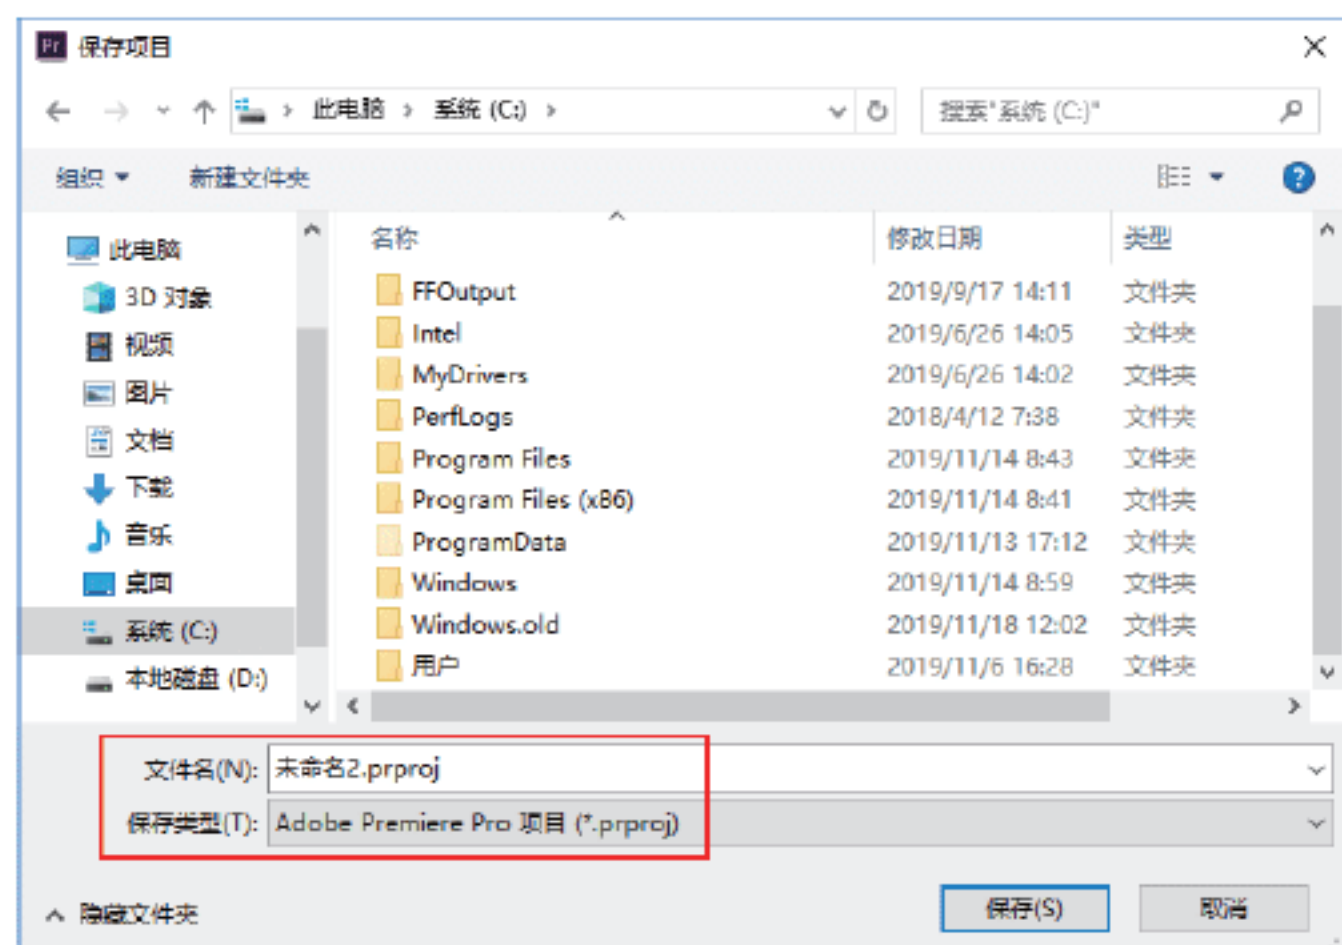 Pr 保存项目
此电脑 系统 (C:)
搜索"系统 (C:)"
组织 新建文件夹
此电脑
3D 对象
视频
图片
文档
下载
音乐
桌面
系统 (C:)
本地磁盘 (D:)
名称 修改日期 类型
FFOutput 2019/9/17 14:11 文件夹
Intel 2019/6/26 14:05 文件夹
MyDrivers 2019/6/26 14:02 文件夹
PerfLogs 2018/4/12 7:38 文件夹
Program Files 2019/11/14 8:43 文件夹
Program Files (x86) 2019/11/14 8:41 文件夹
ProgramData 2019/11/13 17:12 文件夹
Windows 2019/11/14 8:59 文件夹
Windows.old 2019/11/18 12:02 文件夹
用户 2019/11/6 16:28 文件夹
文件名(N): 未命名2.prproj
保存类型(T): Adobe Premiere Pro 项目 (*.prproj)
隐藏文件夹 保存(S) 取消